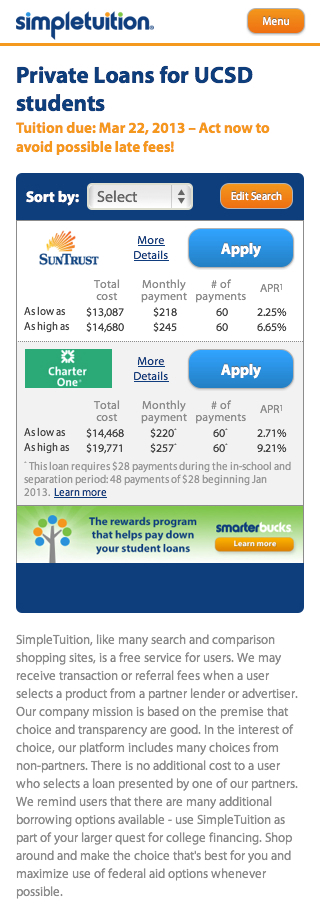 simpletuition.
Menu
Private Loans for UCSD
students
Tuition due: Mar 22, 2013 – Act now to
avoid possible late fees!
Sort by: Select Edit Search
SunTrust More Details Apply
Total cost Monthly payment # of payments APR¹
As low as $13,087 $218 60 2.25%
As high as $14,680 $245 60 6.65%
Charter One More Details Apply
Total cost Monthly payment # of payments APR¹
As low as $14,468 $220* 60* 2.71%
As high as $19,771 $257* 60* 9.21%
* This loan requires $28 payments during the in-school and
separation period: 48 payments of $28 beginning Jan
2013. Learn more
The rewards program
that helps pay down
your student loans
smarterbucks
Learn more
SimpleTuition, like many search and comparison
shopping sites, is a free service for users. We may
receive transaction or referral fees when a user
selects a product from a partner lender or advertiser.
Our company mission is based on the premise that
choice and transparency are good. In the interest of
choice, our platform includes many choices from
non-partners. There is no additional cost to a user
who selects a loan presented by one of our partners.
We remind users that there are many additional
borrowing options available - use SimpleTuition as
part of your larger quest for college financing. Shop
around and make the choice that's best for you and
maximize use of federal aid options whenever
possible.